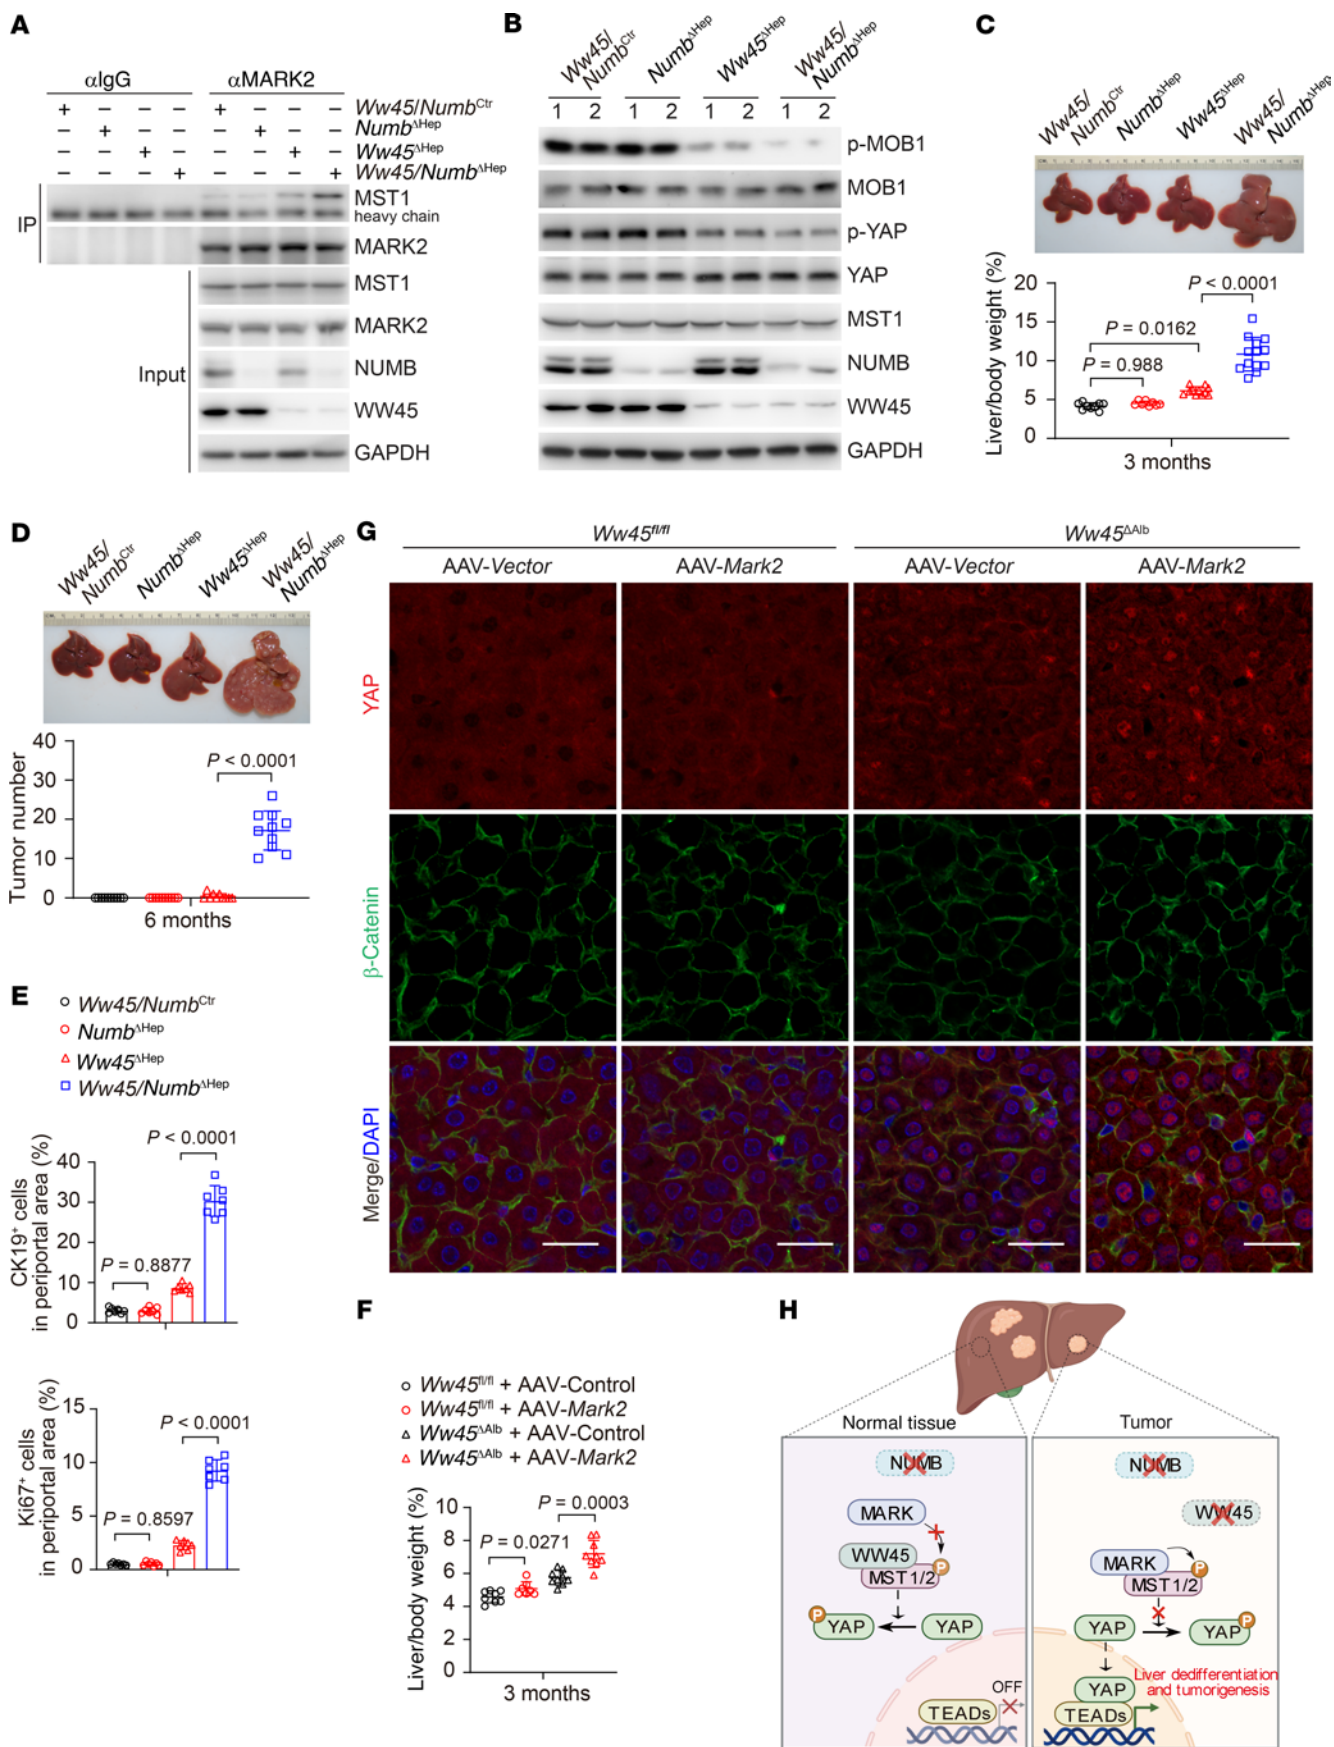 A
αIgG αMARK2
+ − − − + − − − Ww45/Numb^Ctr
− + − − − + − − Numb^ΔHep
− − + − − − + − Ww45^ΔHep
− − − + − − − + Ww45/Numb^ΔHep
IP
MST1
heavy chain
MARK2
Input
MST1
MARK2
NUMB
WW45
GAPDH
B
Ww45/Numb^Ctr Numb^ΔHep Ww45^ΔHep Ww45/Numb^ΔHep
1 2 1 2 1 2 1 2
p-MOB1
MOB1
p-YAP
YAP
MST1
NUMB
WW45
GAPDH
C
Ww45/Numb^Ctr Numb^ΔHep Ww45^ΔHep Ww45/Numb^ΔHep
Liver/body weight (%)
20
15
10
5
0
P < 0.0001
P = 0.0162
P = 0.988
3 months
D
Ww45/Numb^Ctr Numb^ΔHep Ww45^ΔHep Ww45/Numb^ΔHep
Tumor number
40
30
20
10
0
P < 0.0001
6 months
E
Ww45/Numb^Ctr
Numb^ΔHep
Ww45^ΔHep
Ww45/Numb^ΔHep
CK19⁺ cells
in periportal area (%)
40
30
20
10
0
P < 0.0001
P = 0.8877
Ki67⁺ cells
in periportal area (%)
15
10
5
0
P < 0.0001
P = 0.8597
F
Ww45^fl/fl + AAV-Control
Ww45^fl/fl + AAV-Mark2
Ww45^ΔAlb + AAV-Control
Ww45^ΔAlb + AAV-Mark2
Liver/body weight (%)
10
8
6
4
2
0
P = 0.0003
P = 0.0271
3 months
G
Ww45^fl/fl Ww45^ΔAlb
AAV-Vector AAV-Mark2 AAV-Vector AAV-Mark2
YAP
β-Catenin
Merge/DAPI
H
Normal tissue
NUMB
MARK
WW45
P
MST1/2
P
YAP
YAP
OFF
TEADs
Tumor
NUMB
WW45
MARK
P
MST1/2
YAP
YAP
P
Liver dedifferentiation
and tumorigenesis
YAP
TEADs